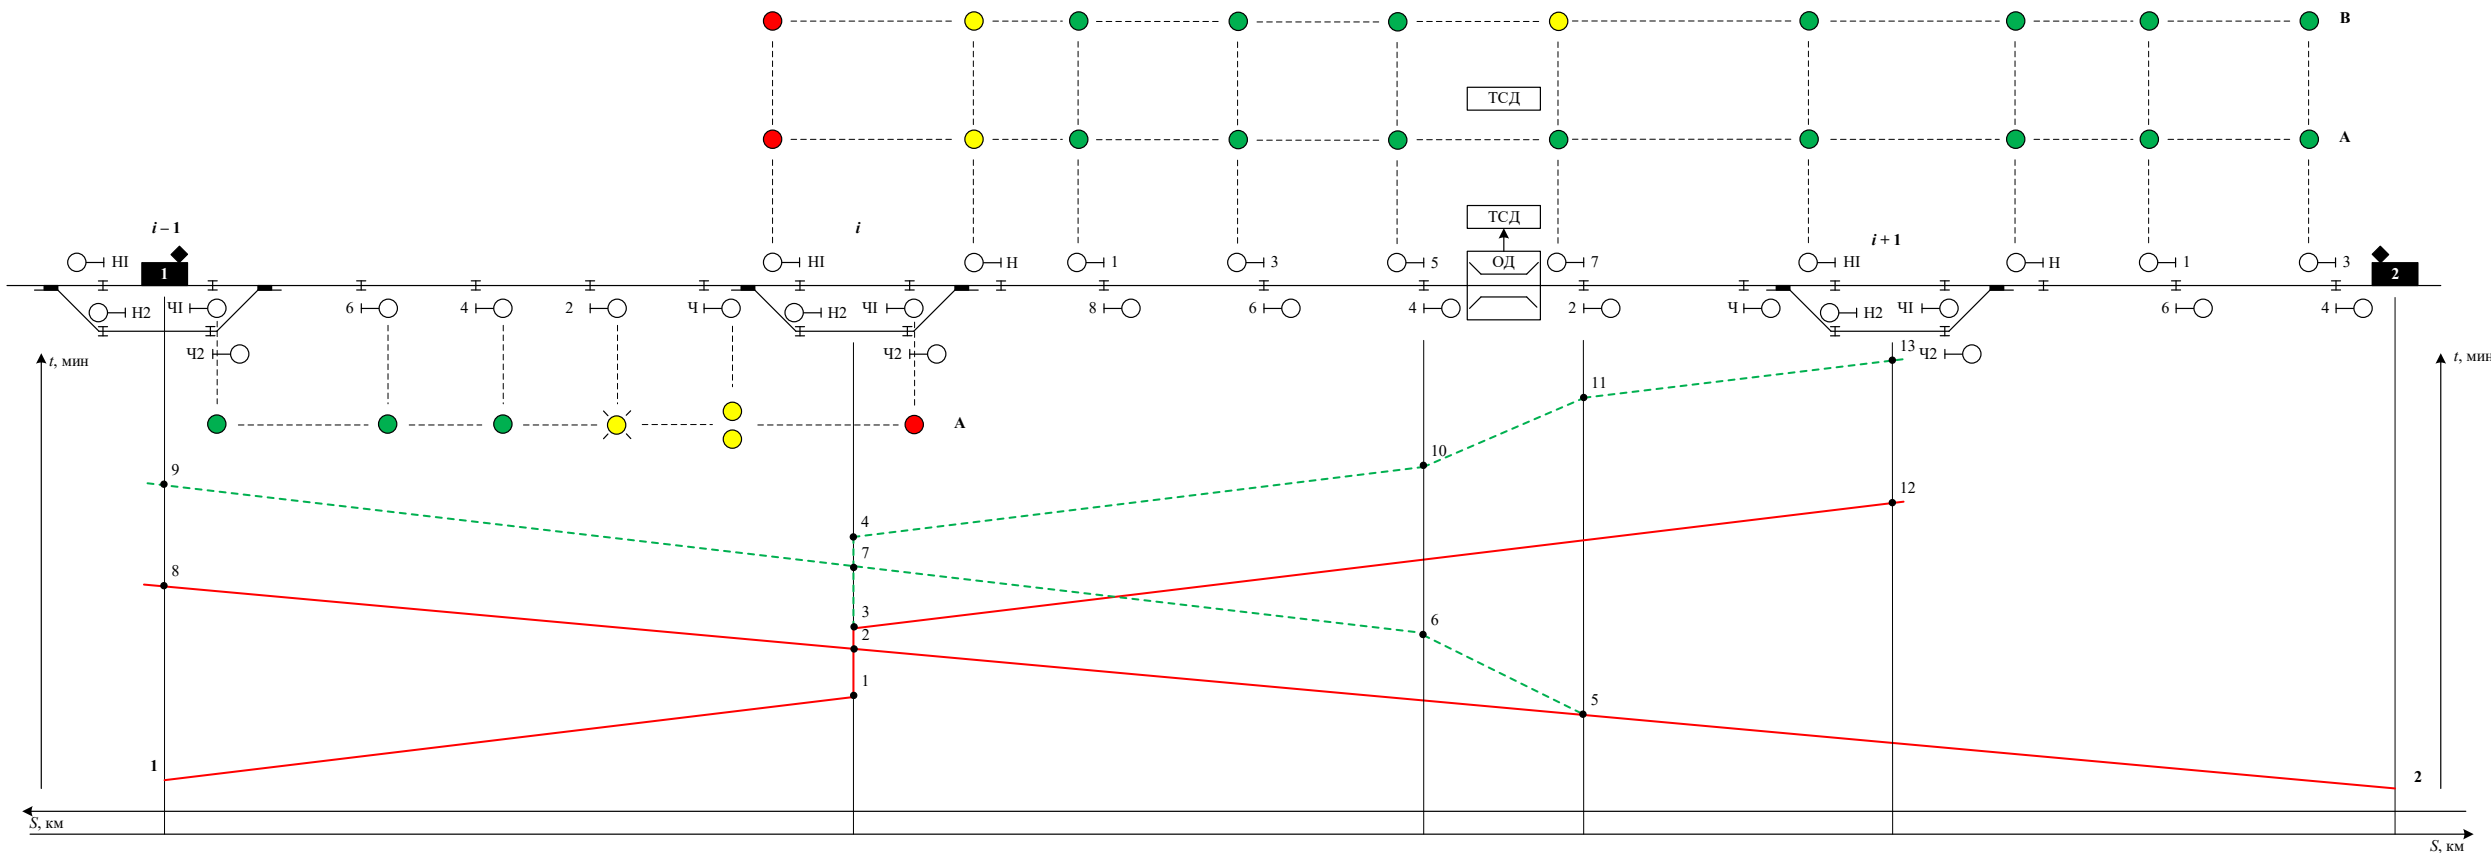 В
ТСД
А
ТСД
i – 1
i
i + 1
НI
1
НI
Н
1
3
5
ОД
7
НI
Н
1
3
2
Н2
ЧI
6
4
2
Ч
Н2
ЧI
8
6
4
2
Ч
Н2
ЧI
6
4
Ч2
Ч2
13
Ч2
t, мин
t, мин
11
А
10
9
12
4
7
8
3
6
2
1
5
1
2
S, км
S, км